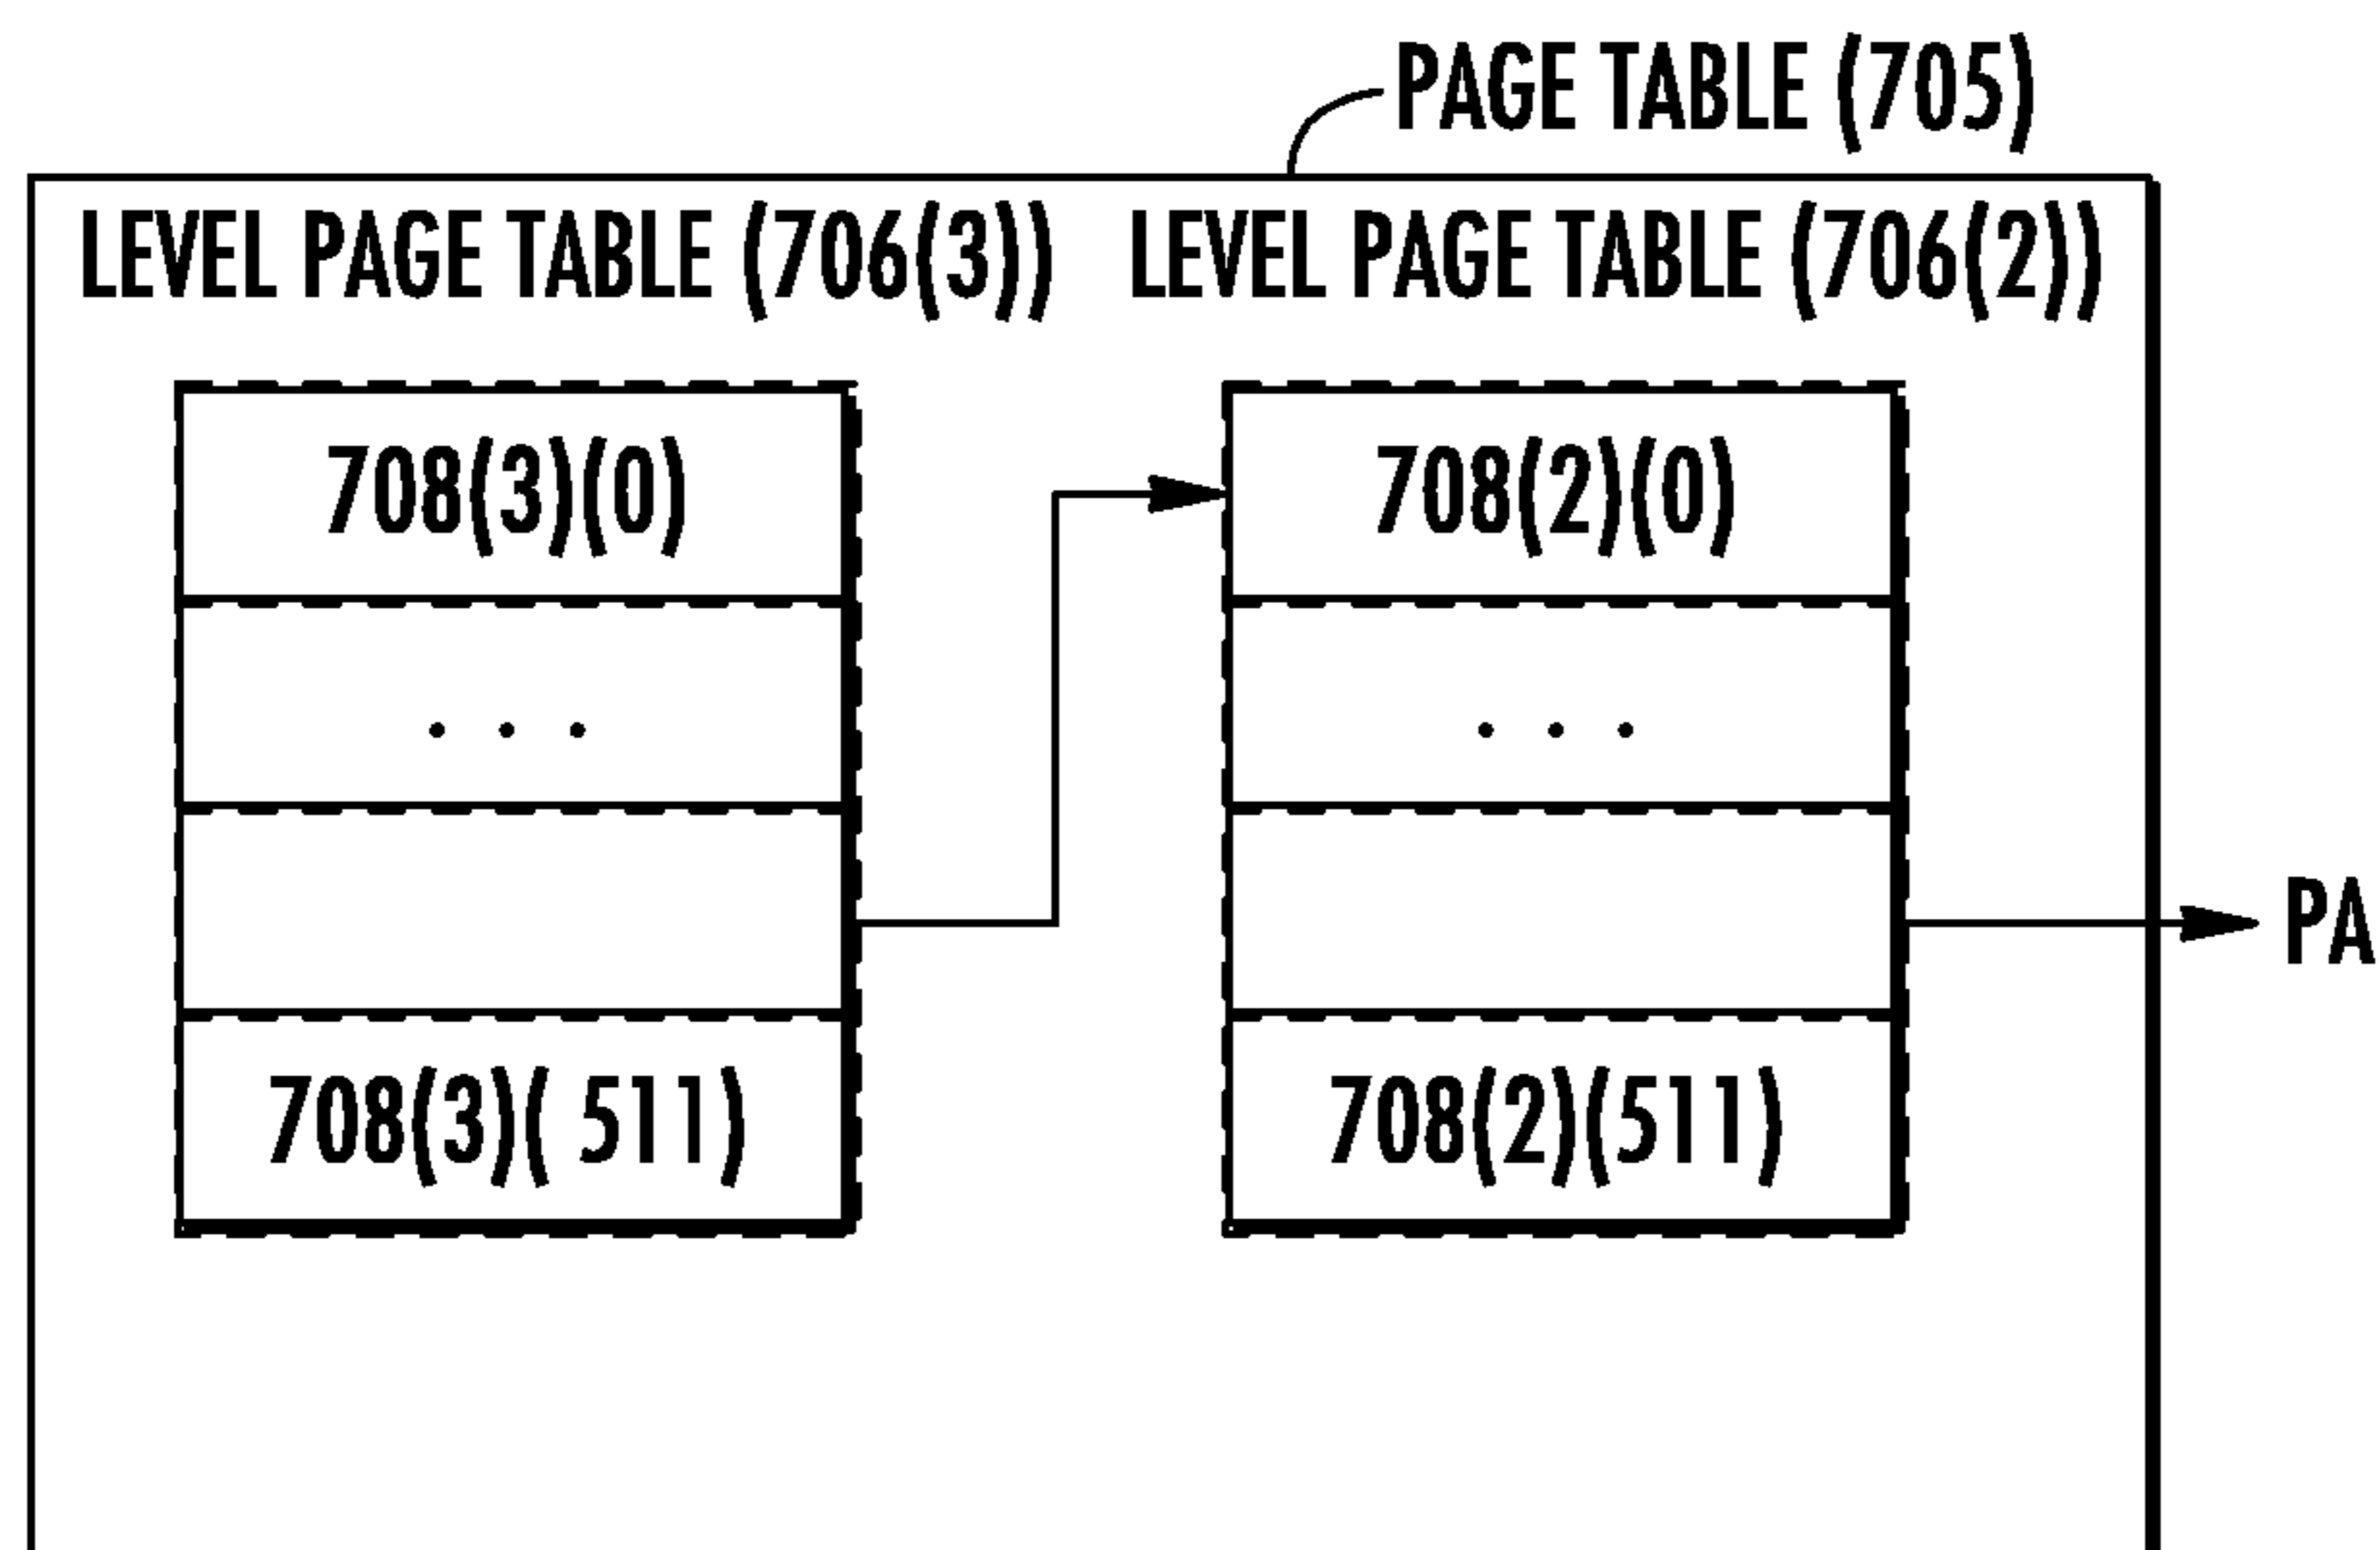 PAGE TABLE (705)
LEVEL PAGE TABLE (706(3)) LEVEL PAGE TABLE (706(2))
708(3)(0) 708(2)(0)
. . . . . .
PA
708(3)( 511) 708(2)(511)